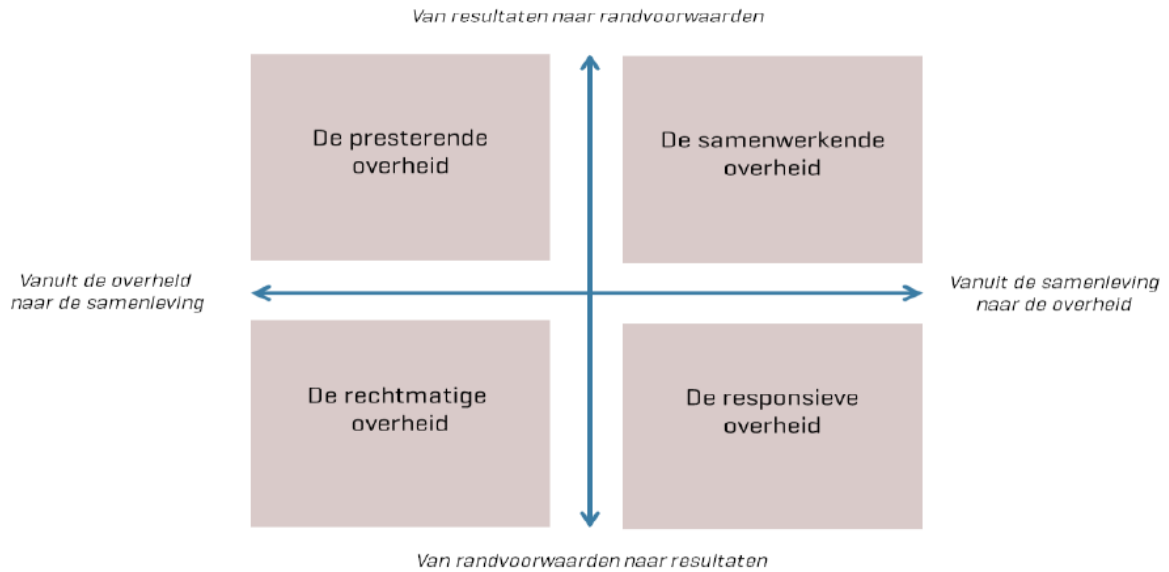 Van resultaten naar randvoorwaarden
De presterende
overheid
De samenwerkende
overheid
Vanuit de overheid
naar de samenleving
Vanuit de samenleving
naar de overheid
De rechtmatige
overheid
De responsieve
overheid
Van randvoorwaarden naar resultaten